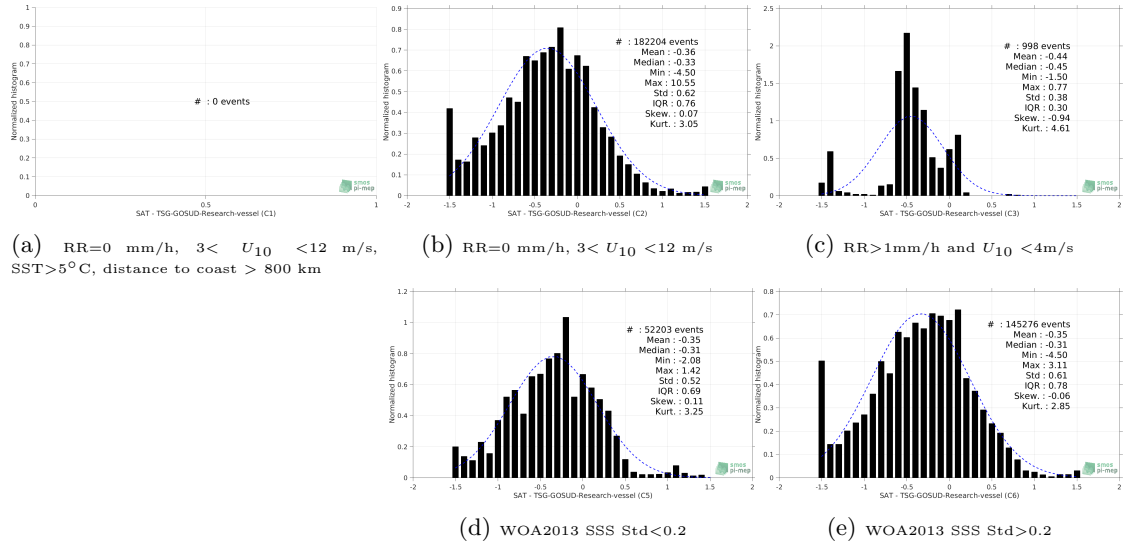 Normalized histogram
1
0.9
0.8
0.7
0.6
0.5
0.4
0.3
0.2
0.1
0
# : 0 events
0 0.5 1
SAT - TSG-GOSUD-Research-vessel (C1)
smos
pi-mep
(a) RR=0 mm/h, 3< U10 <12 m/s,
SST>5°C, distance to coast > 800 km
Normalized histogram
0.9
0.8
0.7
0.6
0.5
0.4
0.3
0.2
0.1
0
# : 182204 events
Mean : -0.36
Median : -0.33
Min : -4.50
Max : 10.55
Std : 0.62
IQR : 0.76
Skew. : 0.07
Kurt. : 3.05
-2 -1.5 -1 -0.5 0 0.5 1 1.5 2
SAT - TSG-GOSUD-Research-vessel (C2)
smos
pi-mep
(b) RR=0 mm/h, 3< U10 <12 m/s
Normalized histogram
2.5
2
1.5
1
0.5
0
# : 998 events
Mean : -0.44
Median : -0.45
Min : -1.50
Max : 0.77
Std : 0.38
IQR : 0.30
Skew. : -0.94
Kurt. : 4.61
-2 -1.5 -1 -0.5 0 0.5 1 1.5 2
SAT - TSG-GOSUD-Research-vessel (C3)
smos
pi-mep
(c) RR>1mm/h and U10 <4m/s
Normalized histogram
1.2
1
0.8
0.6
0.4
0.2
0
# : 52203 events
Mean : -0.35
Median : -0.31
Min : -2.08
Max : 1.42
Std : 0.52
IQR : 0.69
Skew. : 0.11
Kurt. : 3.25
-2 -1.5 -1 -0.5 0 0.5 1 1.5 2
SAT - TSG-GOSUD-Research-vessel (C5)
smos
pi-mep
(d) WOA2013 SSS Std<0.2
Normalized histogram
0.8
0.7
0.6
0.5
0.4
0.3
0.2
0.1
0
# : 145276 events
Mean : -0.35
Median : -0.31
Min : -4.50
Max : 3.11
Std : 0.61
IQR : 0.78
Skew. : -0.06
Kurt. : 2.85
-2 -1.5 -1 -0.5 0 0.5 1 1.5 2
SAT - TSG-GOSUD-Research-vessel (C6)
smos
pi-mep
(e) WOA2013 SSS Std>0.2